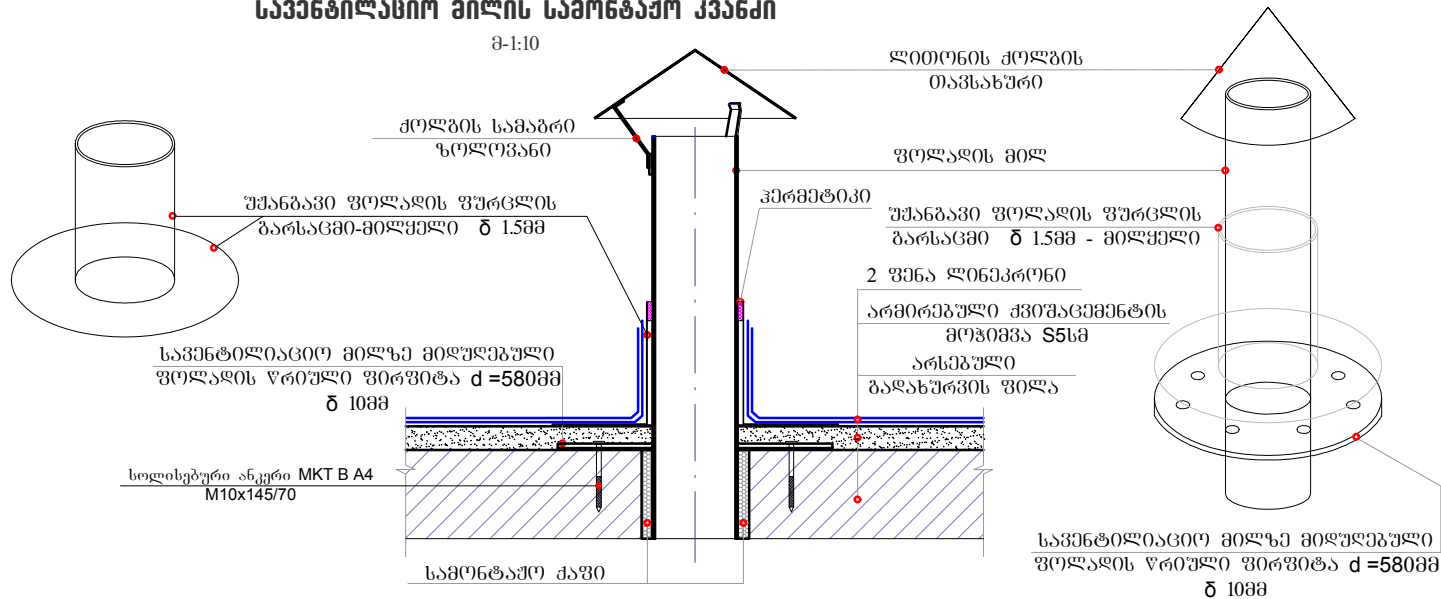 სავენტილაციო მილის სამონტაჟო კვანძი
მ-1:10
ლითონის ქოლგის
თავსახური
ქოლგის სამაგრი
ზოლოვანი
ფოლადის მილ
უჟანგავი ფოლადის ფურცლის
გარსაცმი-მილყელი δ 1.5მმ
ჰერმეტიკი
უჟანგავი ფოლადის ფურცლის
გარსაცმი δ 1.5მმ - მილყელი
2 ფენა ლინეკრონი
არმირებული ქვიშაცემენტის
მოჭიმვა S5სმ
არსებული
გადახურვის ფილა
სავენტილიაციო მილზე მიდუღებული
ფოლადის წრიული ფირფიტა d =580მმ
δ 10მმ
სოლისებური ანკერი MKT B A4
M10x145/70
სამონტაჟო ქაფი
სავენტილიაციო მილზე მიდუღებული
ფოლადის წრიული ფირფიტა d =580მმ
δ 10მმ